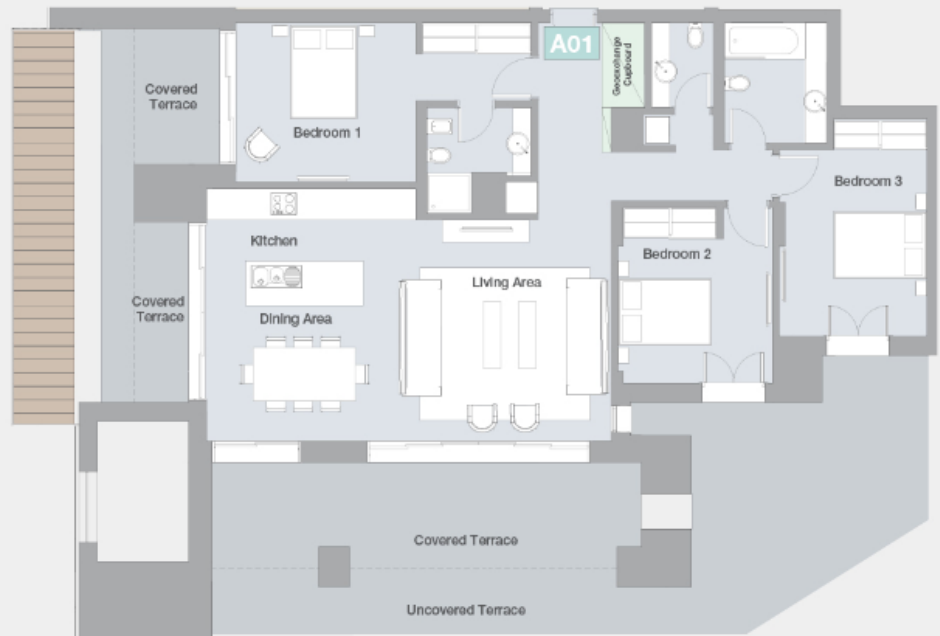 A01
Geoexchange
Cupboard
Covered
Terrace
Bedroom 1
Bedroom 3
Kitchen
Bedroom 2
Living Area
Covered
Terrace
Dining Area
Covered Terrace
Uncovered Terrace